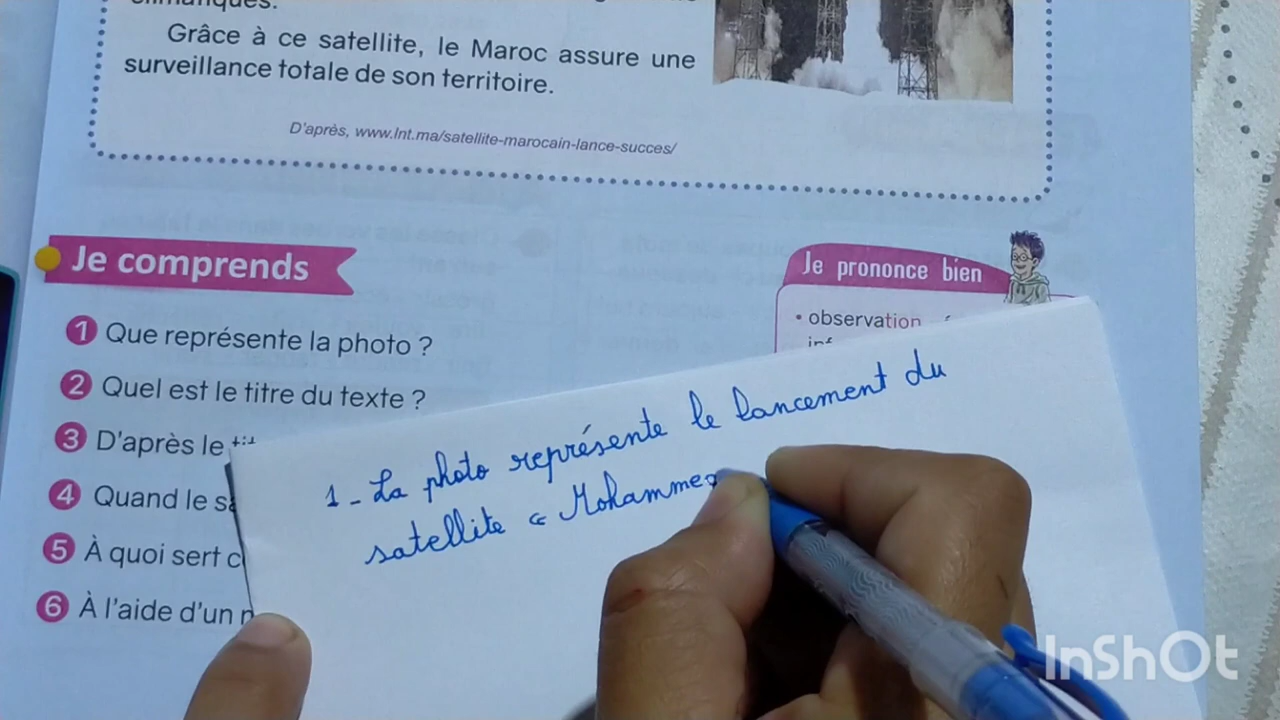 Grâce à ce satellite, le Maroc assure une
surveillance totale de son territoire.
D'après, www.lnt.ma/satellite-marocain-lance-succes/
Je comprends
1 Que représente la photo ?
2 Quel est le titre du texte ?
3 D'après le
4 Quand le
5 À quoi sert
6 À l'aide d'un
Je prononce bien
• observation
1 - La photo représente le lancement du
satellite « Mohammed
InShOt